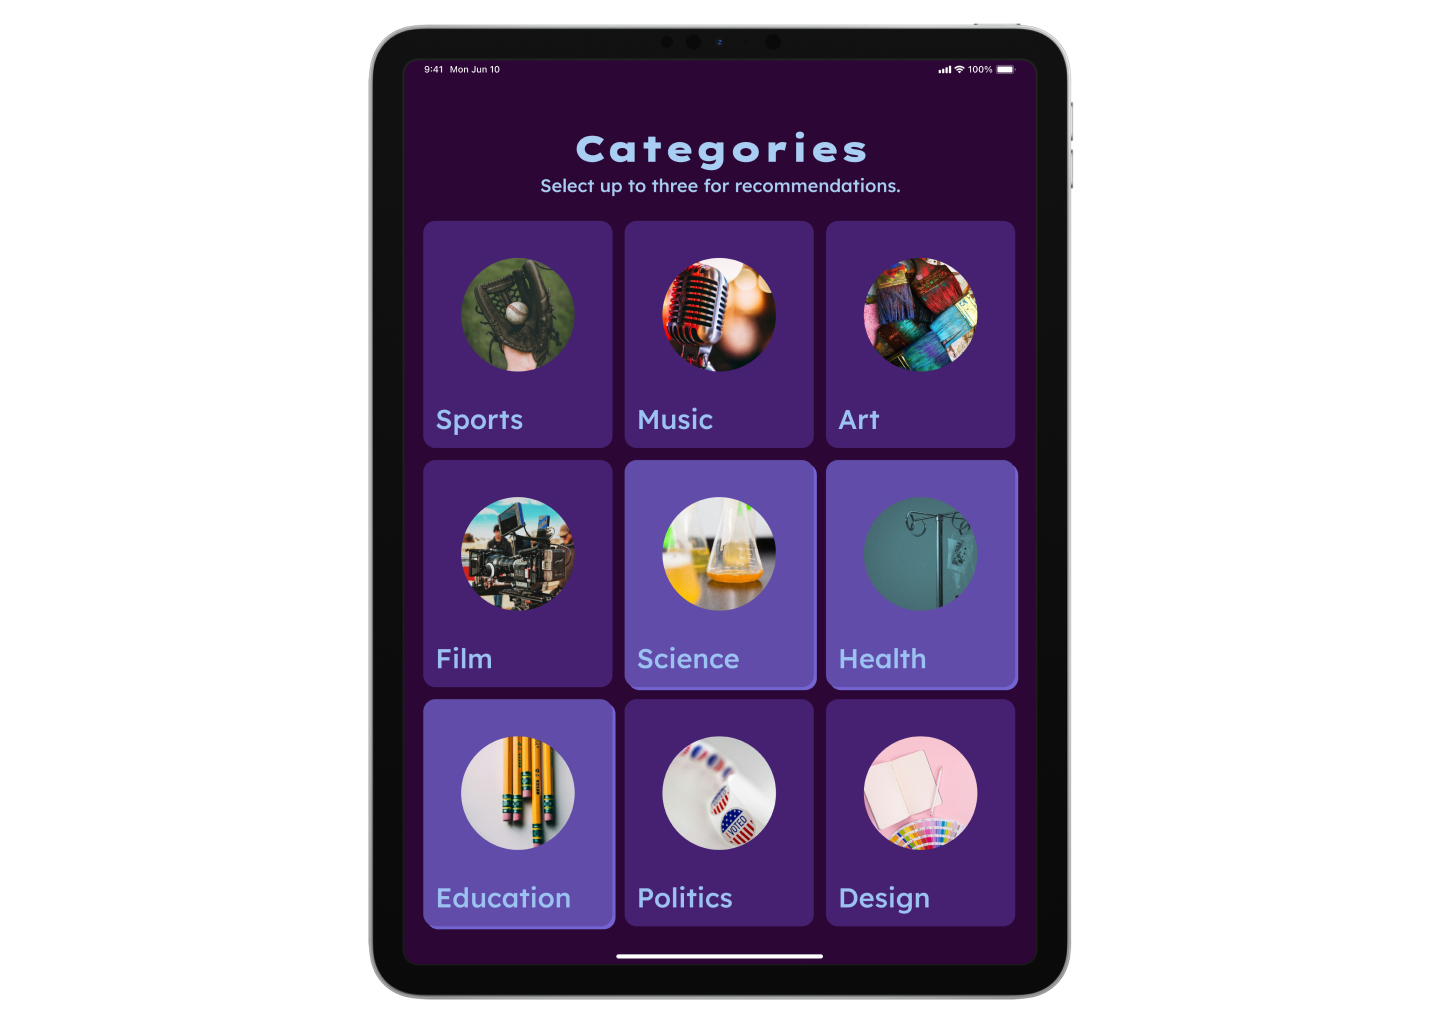 9:41 Mon Jun 10 100%
Categories
Select up to three for recommendations.
Sports Music Art
Film Science Health
VOTED
Education Politics Design